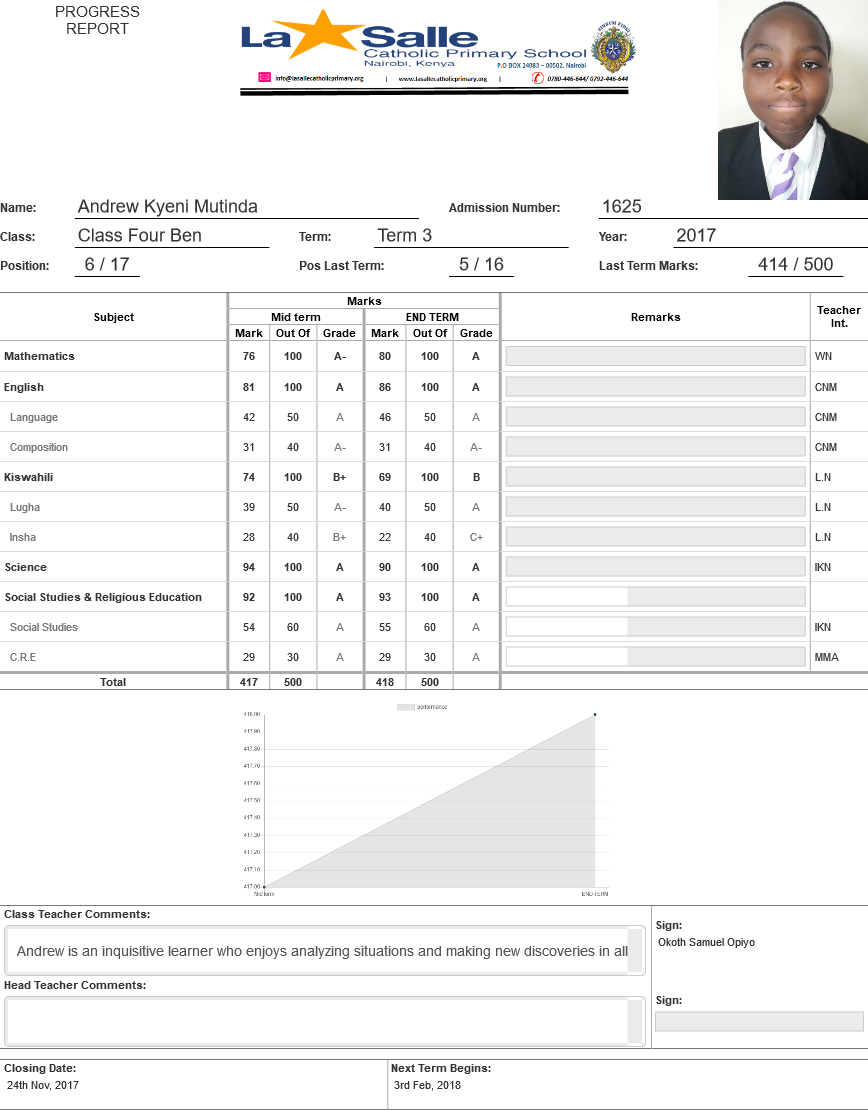 PROGRESS
REPORT
La Salle
Catholic Primary School
Nairobi, Kenya
P.O BOX 24083 – 00502, Nairobi
info@lasallecatholicprimary.org | www.lasallecatholicprimary.org | 0780-446-644/ 0792-446-644
Name: Andrew Kyeni Mutinda Admission Number: 1625
Class: Class Four Ben Term: Term 3 Year: 2017
Position: 6 / 17 Pos Last Term: 5 / 16 Last Term Marks: 414 / 500
Marks
Subject Mid term END TERM Remarks Teacher Int.
Mark Out Of Grade Mark Out Of Grade
Mathematics 76 100 A- 80 100 A WN
English 81 100 A 86 100 A CNM
Language 42 50 A 46 50 A CNM
Composition 31 40 A- 31 40 A- CNM
Kiswahili 74 100 B+ 69 100 B L.N
Lugha 39 50 A- 40 50 A L.N
Insha 28 40 B+ 22 40 C+ L.N
Science 94 100 A 90 100 A IKN
Social Studies & Religious Education 92 100 A 93 100 A
Social Studies 54 60 A 55 60 A IKN
C.R.E 29 30 A 29 30 A MMA
Total 417 500 418 500
performance
418.00
417.90
417.80
417.70
417.60
417.50
417.40
417.30
417.20
417.10
417.00
Mid term END TERM
Class Teacher Comments:
Andrew is an inquisitive learner who enjoys analyzing situations and making new discoveries in all
Sign:
Okoth Samuel Opiyo
Head Teacher Comments:
Sign:
Closing Date: Next Term Begins:
24th Nov, 2017 3rd Feb, 2018